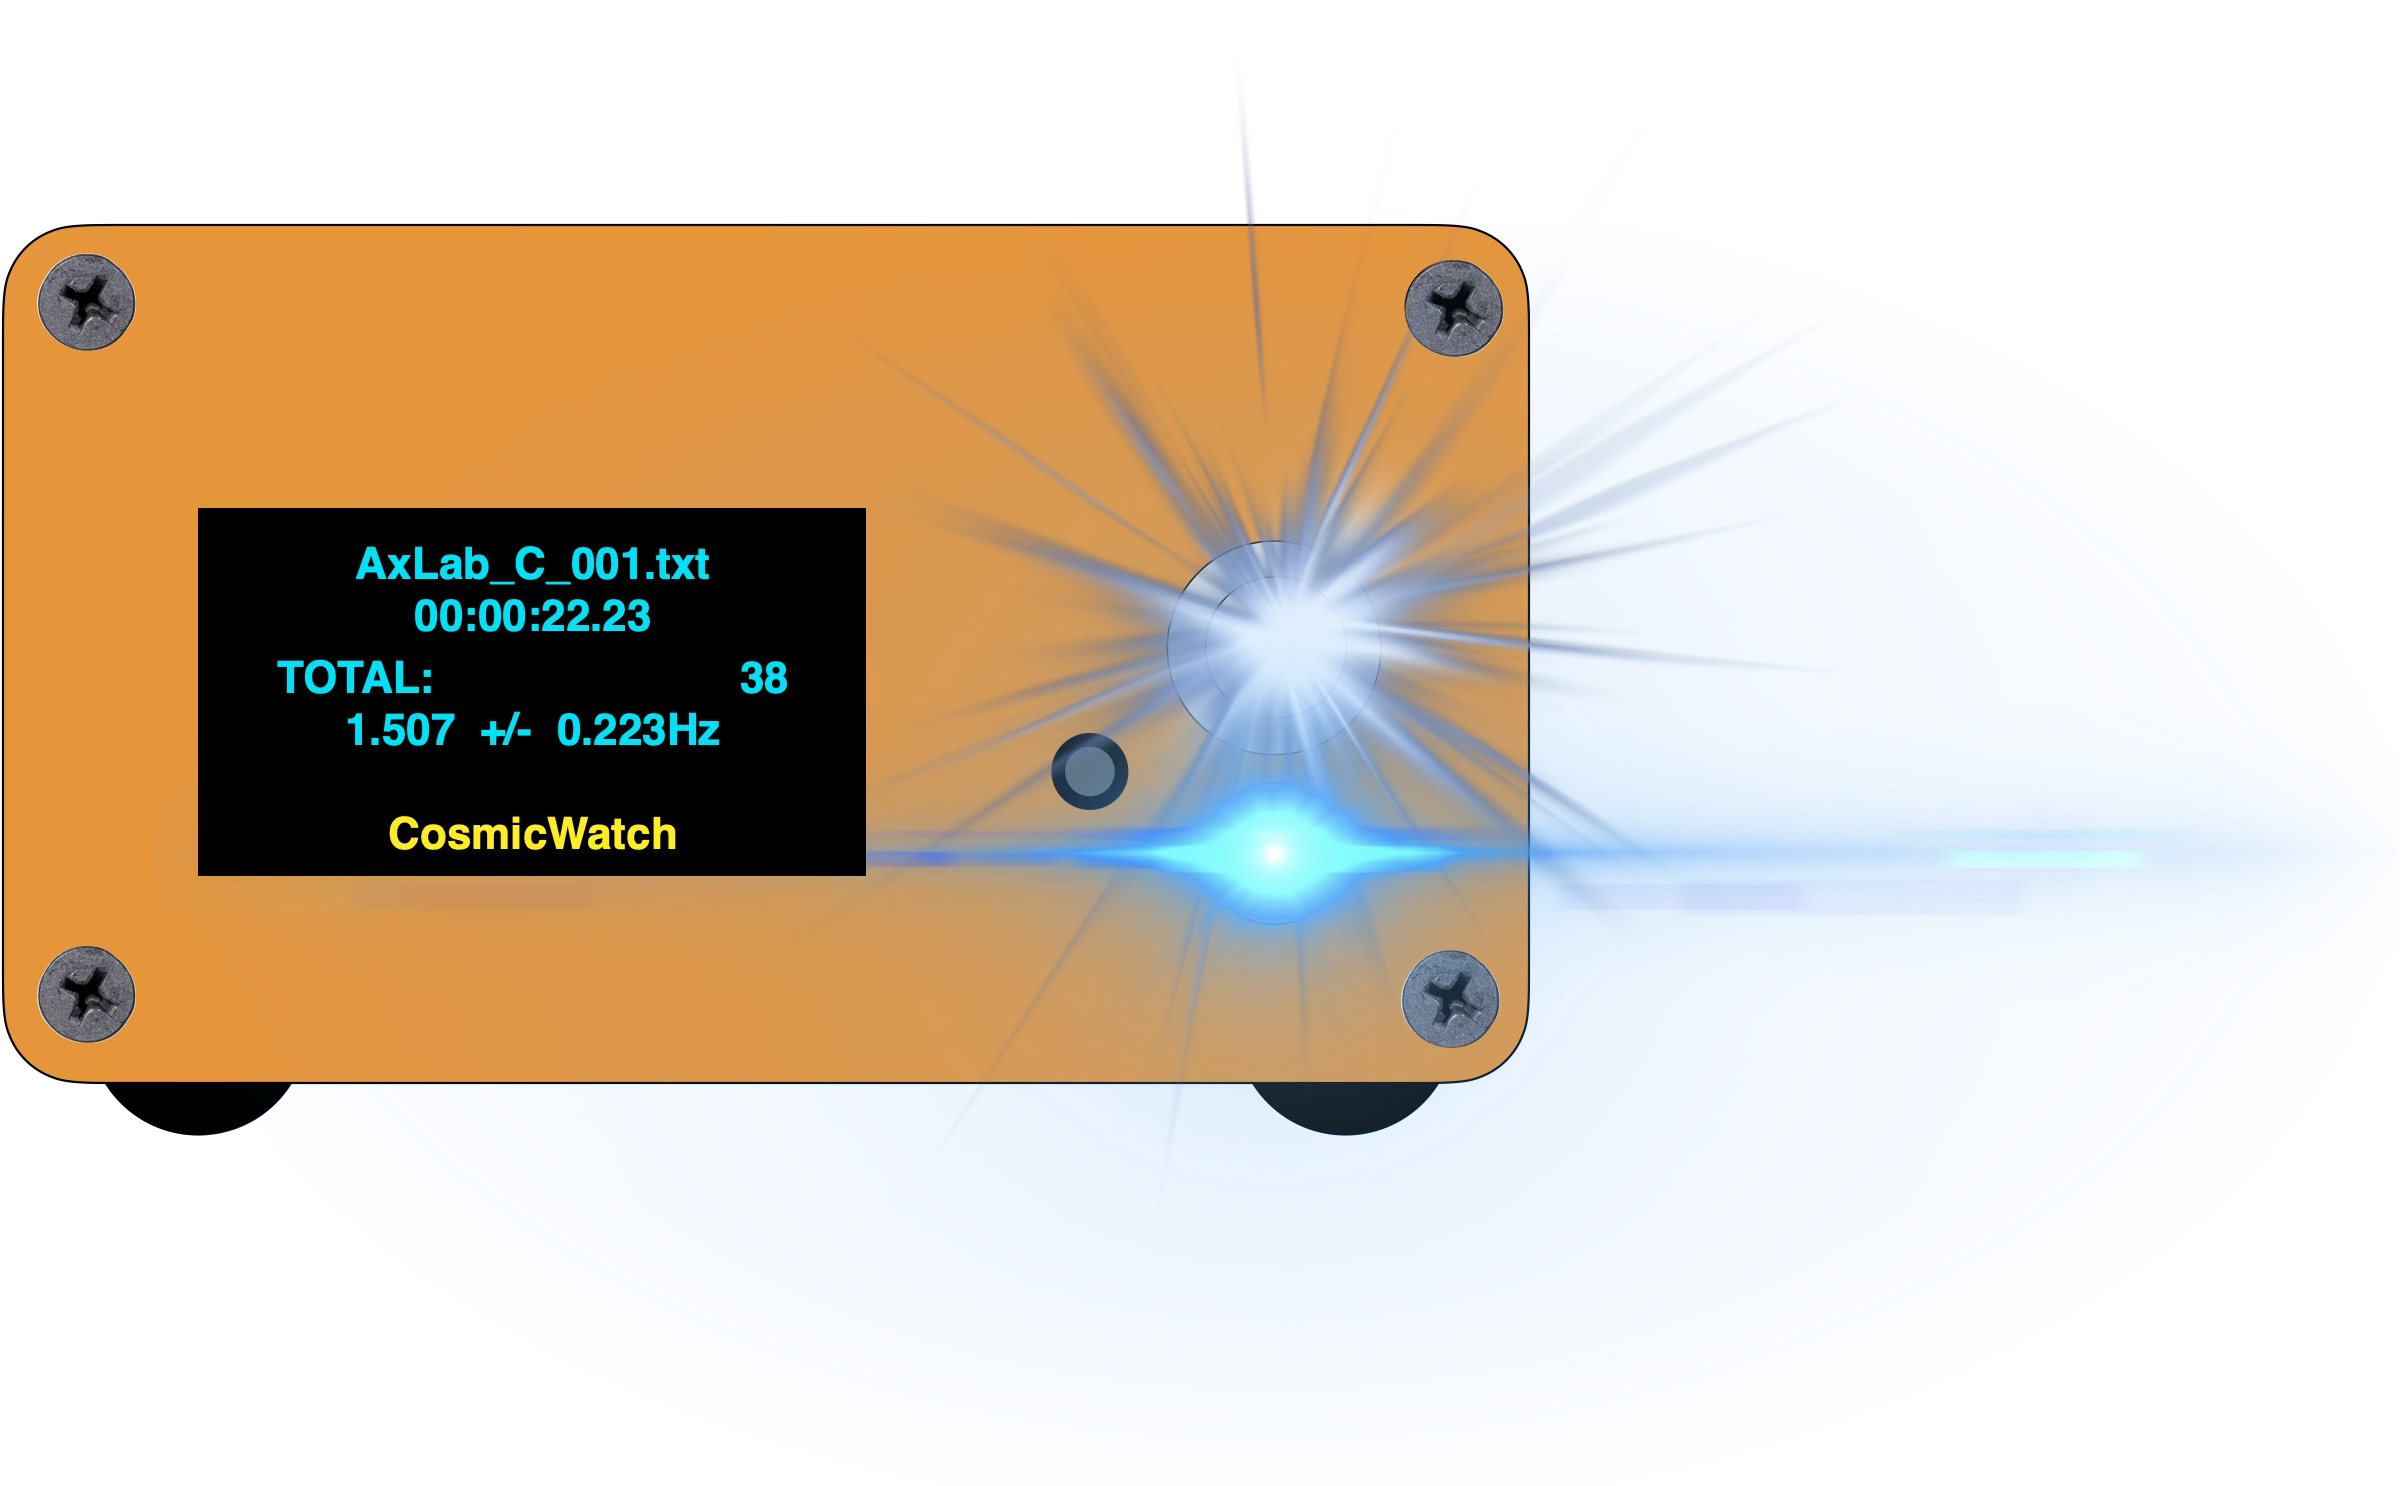 AxLab_C_001.txt
00:00:22.23
TOTAL: 38
1.507 +/- 0.223Hz
CosmicWatch